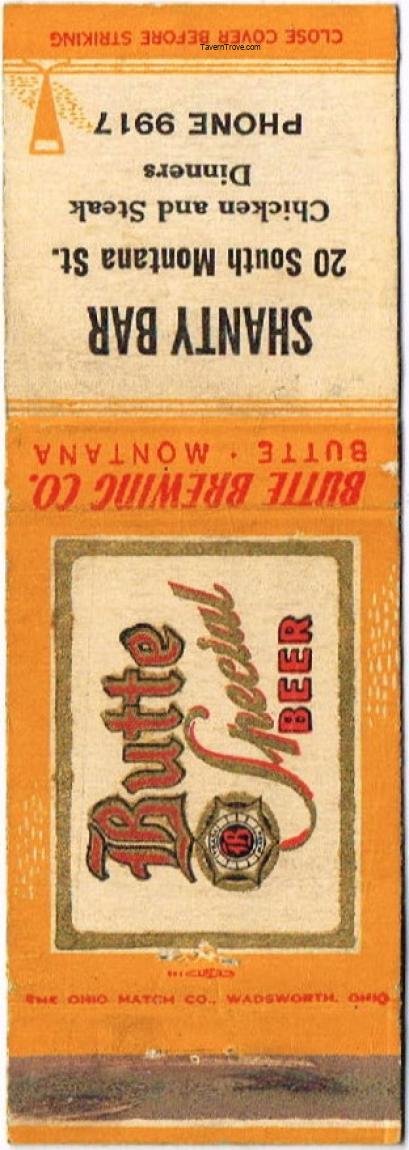 CLOSE COVER BEFORE STRIKING
TavernTrove.com
PHONE 9917
Dinners
Chicken and Steak
20 South Montana St.
SHANTY BAR
BUTTE • MONTANA
BUTTE BREWING CO.
Butte
Special
BEER
B
THE OHIO MATCH CO., WADSWORTH, OHIO